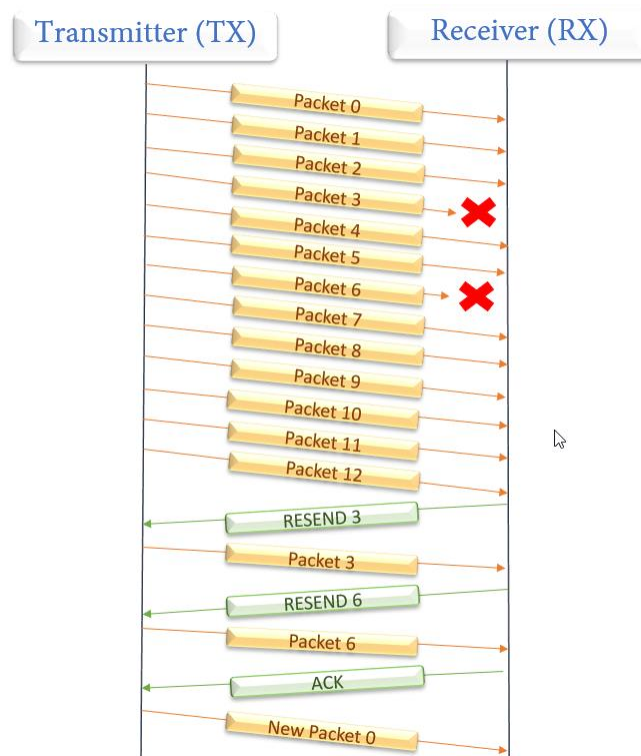 Transmitter (TX)
Receiver (RX)
Packet 0
Packet 1
Packet 2
Packet 3
Packet 4
Packet 5
Packet 6
Packet 7
Packet 8
Packet 9
Packet 10
Packet 11
Packet 12
RESEND 3
Packet 3
RESEND 6
Packet 6
ACK
New Packet 0